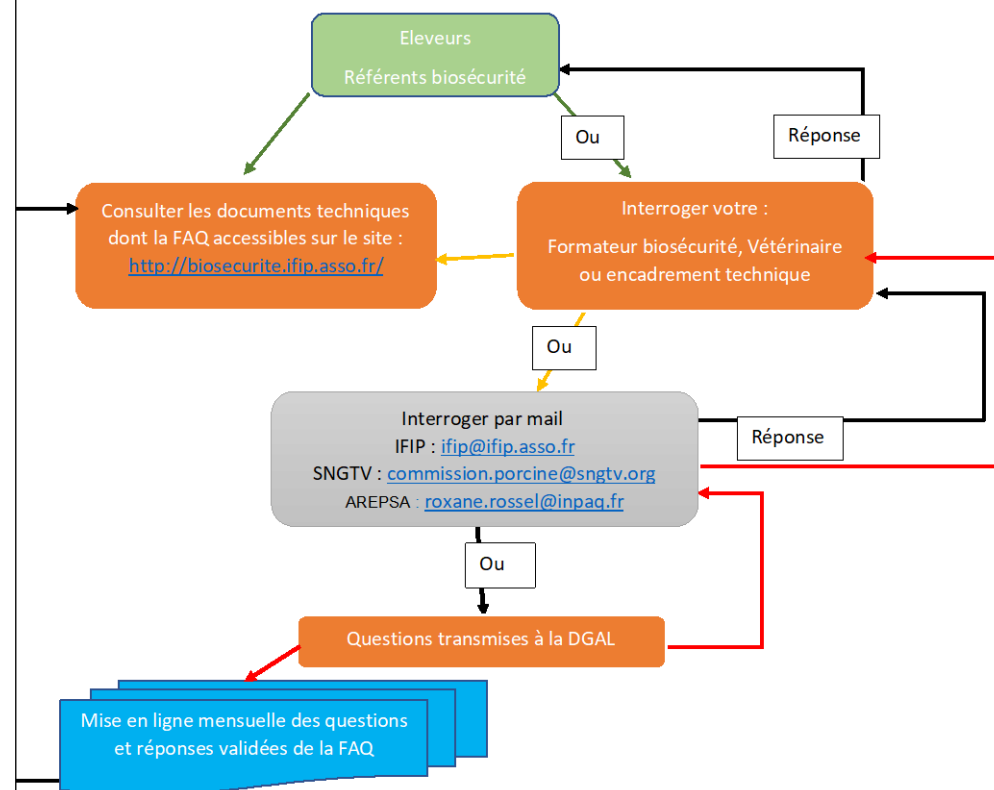 Eleveurs
Référents biosécurité
Ou
Réponse
Consulter les documents techniques
dont la FAQ accessibles sur le site :
http://biosecurite.ifip.asso.fr/
Interroger votre :
Formateur biosécurité, Vétérinaire
ou encadrement technique
Ou
Interroger par mail
IFIP : ifip@ifip.asso.fr
SNGTV : commission.porcine@sngtv.org
AREPSA : roxane.rossel@inpaq.fr
Réponse
Ou
Questions transmises à la DGAL
Mise en ligne mensuelle des questions
et réponses validées de la FAQ